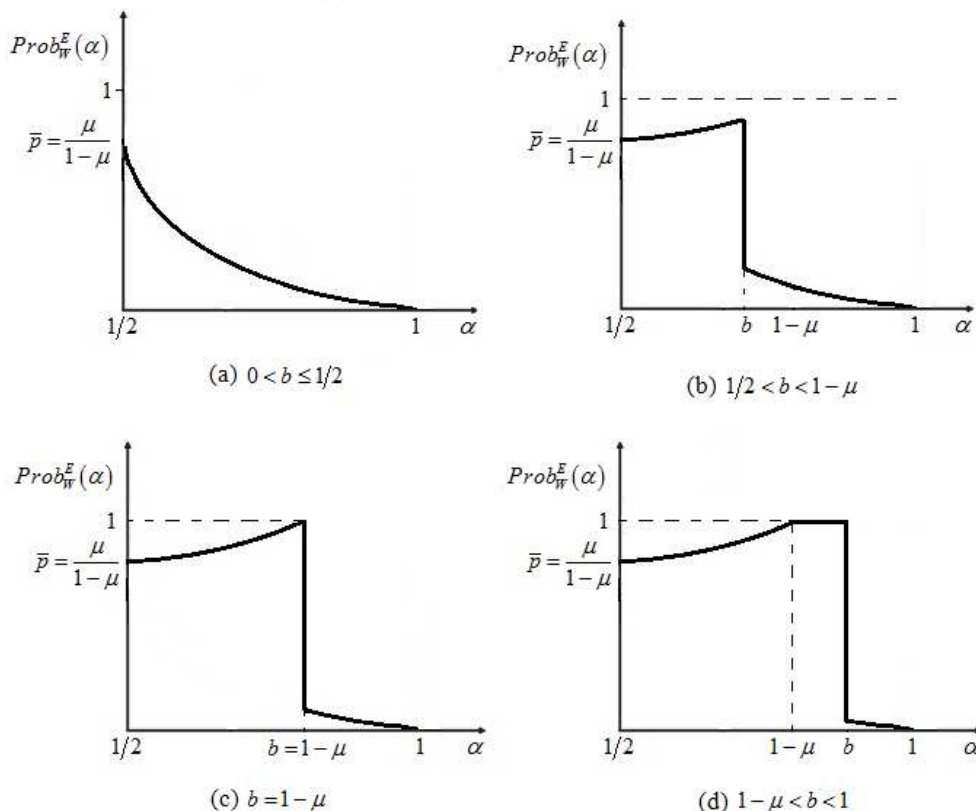 Prob_W^E(α)
1
p̄ = μ/(1−μ)
1/2 1 α
(a) 0 < b ≤ 1/2
Prob_W^E(α)
1
p̄ = μ/(1−μ)
1/2 b 1−μ 1 α
(b) 1/2 < b < 1−μ
Prob_W^E(α)
1
p̄ = μ/(1−μ)
1/2 b = 1−μ 1 α
(c) b = 1−μ
Prob_W^E(α)
1
p̄ = μ/(1−μ)
1/2 1−μ b 1 α
(d) 1−μ < b < 1